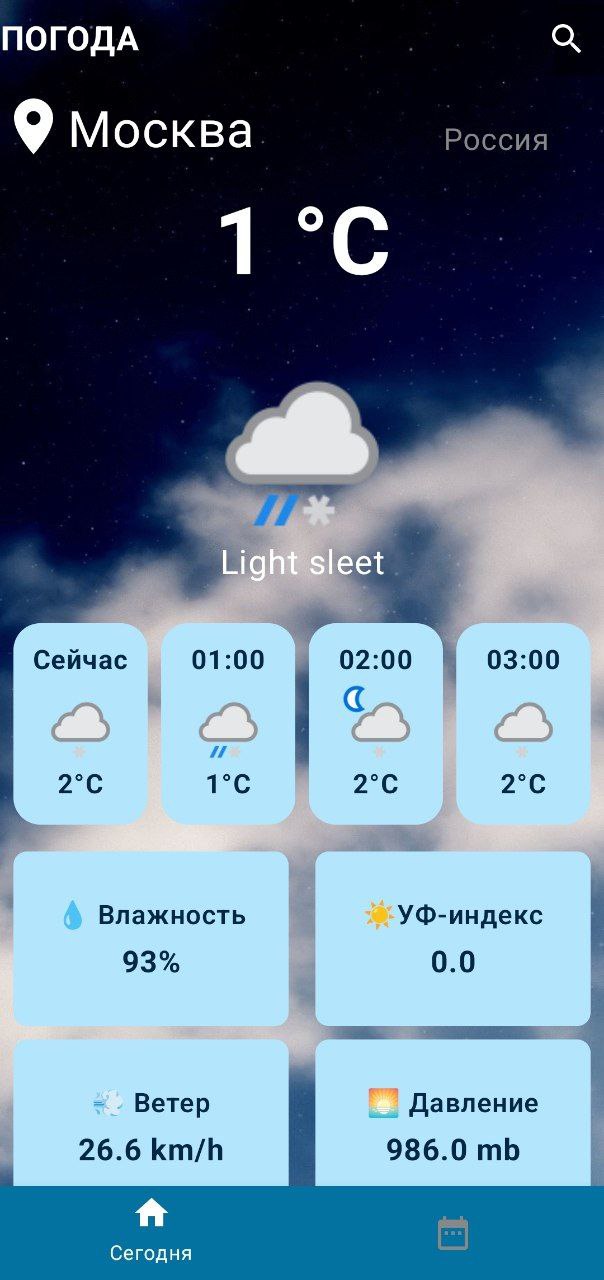 ПОГОДА
Москва
Россия
1 °C
Light sleet
Сейчас 01:00 02:00 03:00
2°C 1°C 2°C 2°C
Влажность УФ-индекс
93% 0.0
Ветер Давление
26.6 km/h 986.0 mb
Сегодня